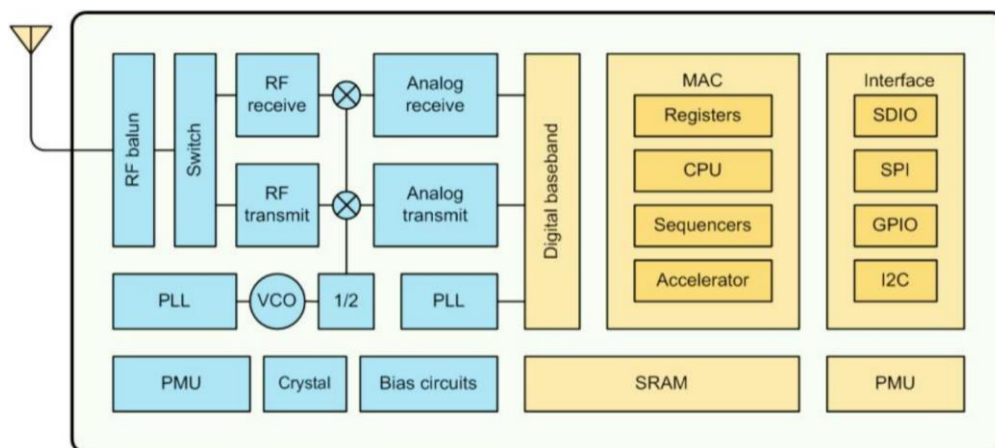 RF balun
Switch
RF
receive
Analog
receive
RF
transmit
Analog
transmit
PLL
VCO
1/2
PLL
PMU
Crystal
Bias circuits
Digital baseband
MAC
Registers
CPU
Sequencers
Accelerator
Interface
SDIO
SPI
GPIO
I2C
SRAM
PMU